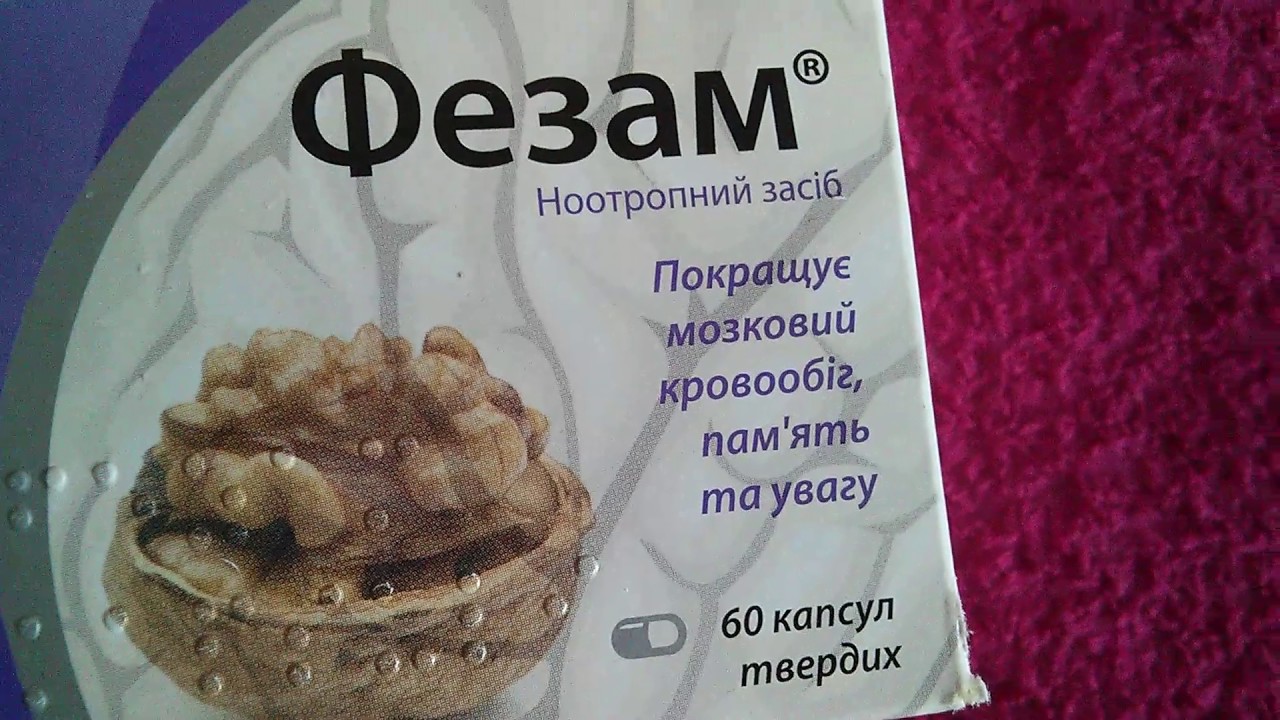 Фезам®
Ноотропний засіб
Покращує
мозковий
кровообіг,
пам'ять
та увагу
60 капсул
твердих